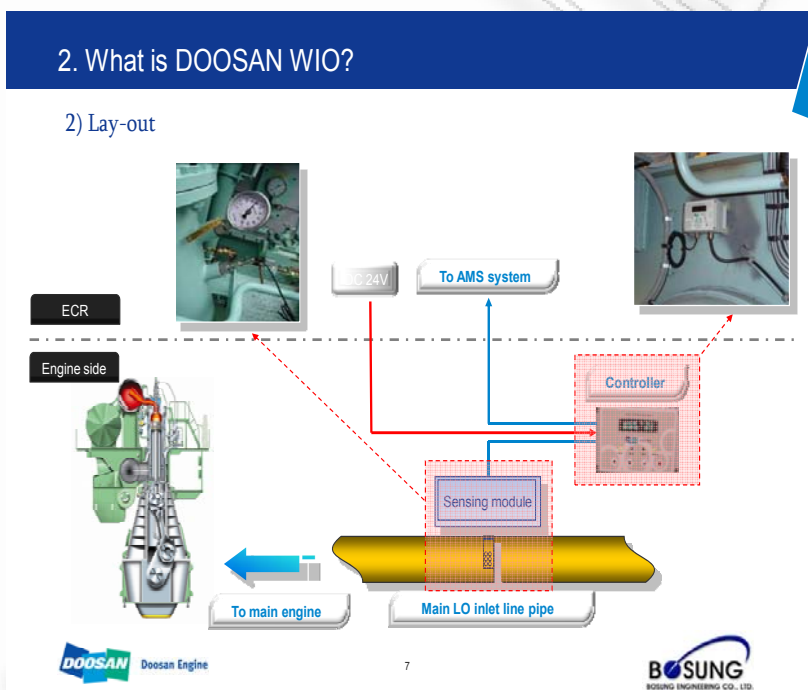 2. What is DOOSAN WIO?
2) Lay-out
DC 24V
To AMS system
ECR
Engine side
Controller
Sensing module
To main engine
Main LO inlet line pipe
DOOSAN Doosan Engine
7
BOSUNG
BOSUNG ENGINEERING CO., LTD.